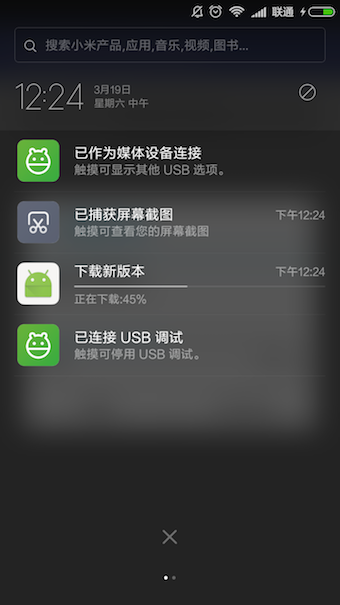 联通
搜索小米产品,应用,音乐,视频,图书...
12:24
3月19日
星期六 中午
已作为媒体设备连接
触摸可显示其他 USB 选项。
已捕获屏幕截图
下午12:24
触摸可查看您的屏幕截图
下载新版本
下午12:24
正在下载:45%
已连接 USB 调试
触摸可停用 USB 调试。